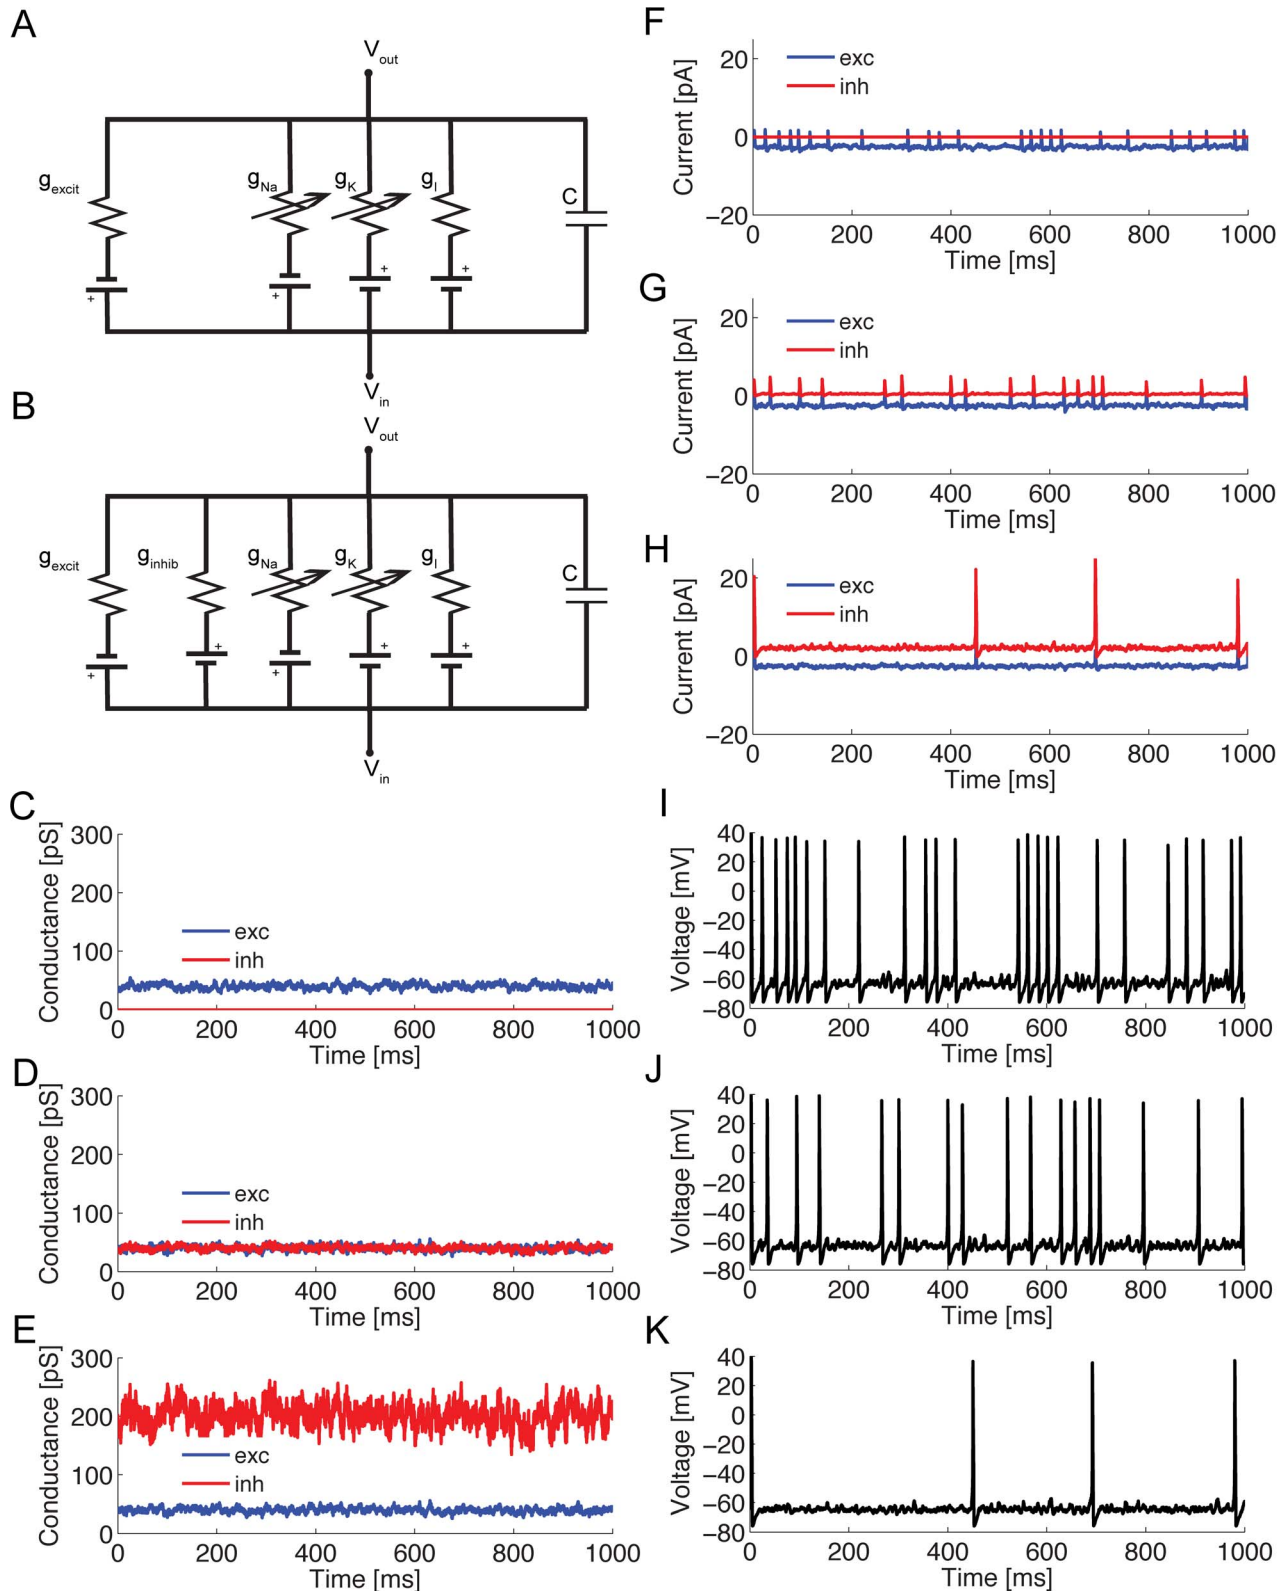 A
V_out
g_excit
g_Na
g_K
g_l
C
+
+
+
+
V_in
B
V_out
g_excit
g_inhib
g_Na
g_K
g_l
C
+
+
+
+
+
V_in
C
Conductance [pS]
300
200
100
0
exc
inh
0 200 400 600 800 1000
Time [ms]
D
Conductance [pS]
300
200
100
0
exc
inh
0 200 400 600 800 1000
Time [ms]
E
Conductance [pS]
300
200
100
0
exc
inh
0 200 400 600 800 1000
Time [ms]
F
Current [pA]
20
0
−20
exc
inh
0 200 400 600 800 1000
Time [ms]
G
Current [pA]
20
0
−20
exc
inh
0 200 400 600 800 1000
Time [ms]
H
Current [pA]
20
0
−20
exc
inh
0 200 400 600 800 1000
Time [ms]
I
Voltage [mV]
40
20
0
−20
−40
−60
−80
0 200 400 600 800 1000
Time [ms]
J
Voltage [mV]
40
20
0
−20
−40
−60
−80
0 200 400 600 800 1000
Time [ms]
K
Voltage [mV]
40
20
0
−20
−40
−60
−80
0 200 400 600 800 1000
Time [ms]